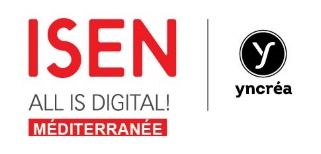 ISEN
ALL IS DIGITAL!
MÉDITERRANÉE
y
yncréa